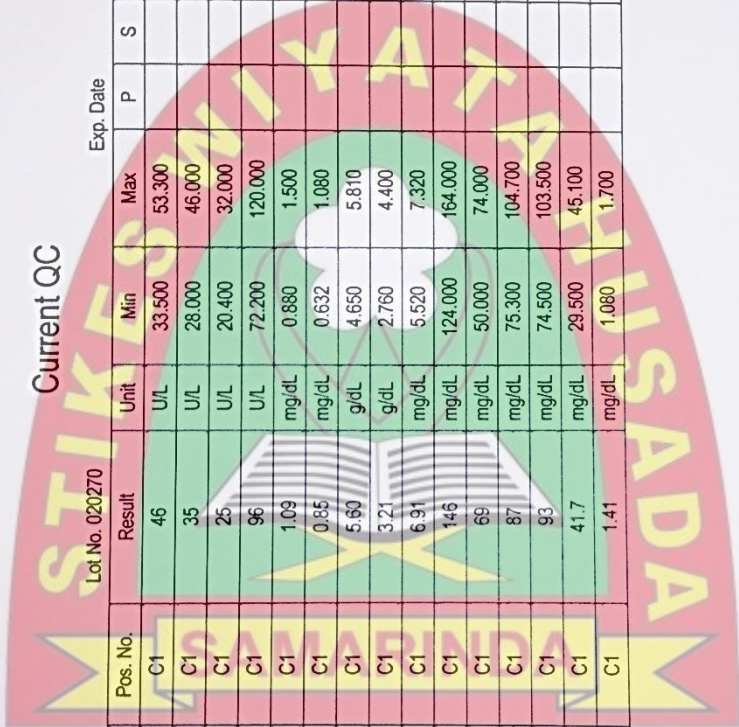 Current QC
Lot No. 020270 Exp. Date
Pos. No. Result Unit Min Max P S
C1 46 U/L 33.500 53.300
C1 35 U/L 28.000 46.000
C1 25 U/L 20.400 32.000
C1 96 U/L 72.200 120.000
C1 1.09 mg/dL 0.880 1.500
C1 0.85 mg/dL 0.632 1.080
C1 5.60 g/dL 4.650 5.810
C1 3.21 g/dL 2.760 4.400
C1 6.91 mg/dL 5.520 7.320
C1 146 mg/dL 124.000 164.000
C1 69 mg/dL 50.000 74.000
C1 87 mg/dL 75.300 104.700
C1 93 mg/dL 74.500 103.500
C1 41.7 mg/dL 29.500 45.100
C1 1.41 mg/dL 1.080 1.700
STIKES WIYATA HUSADA
SAMARINDA